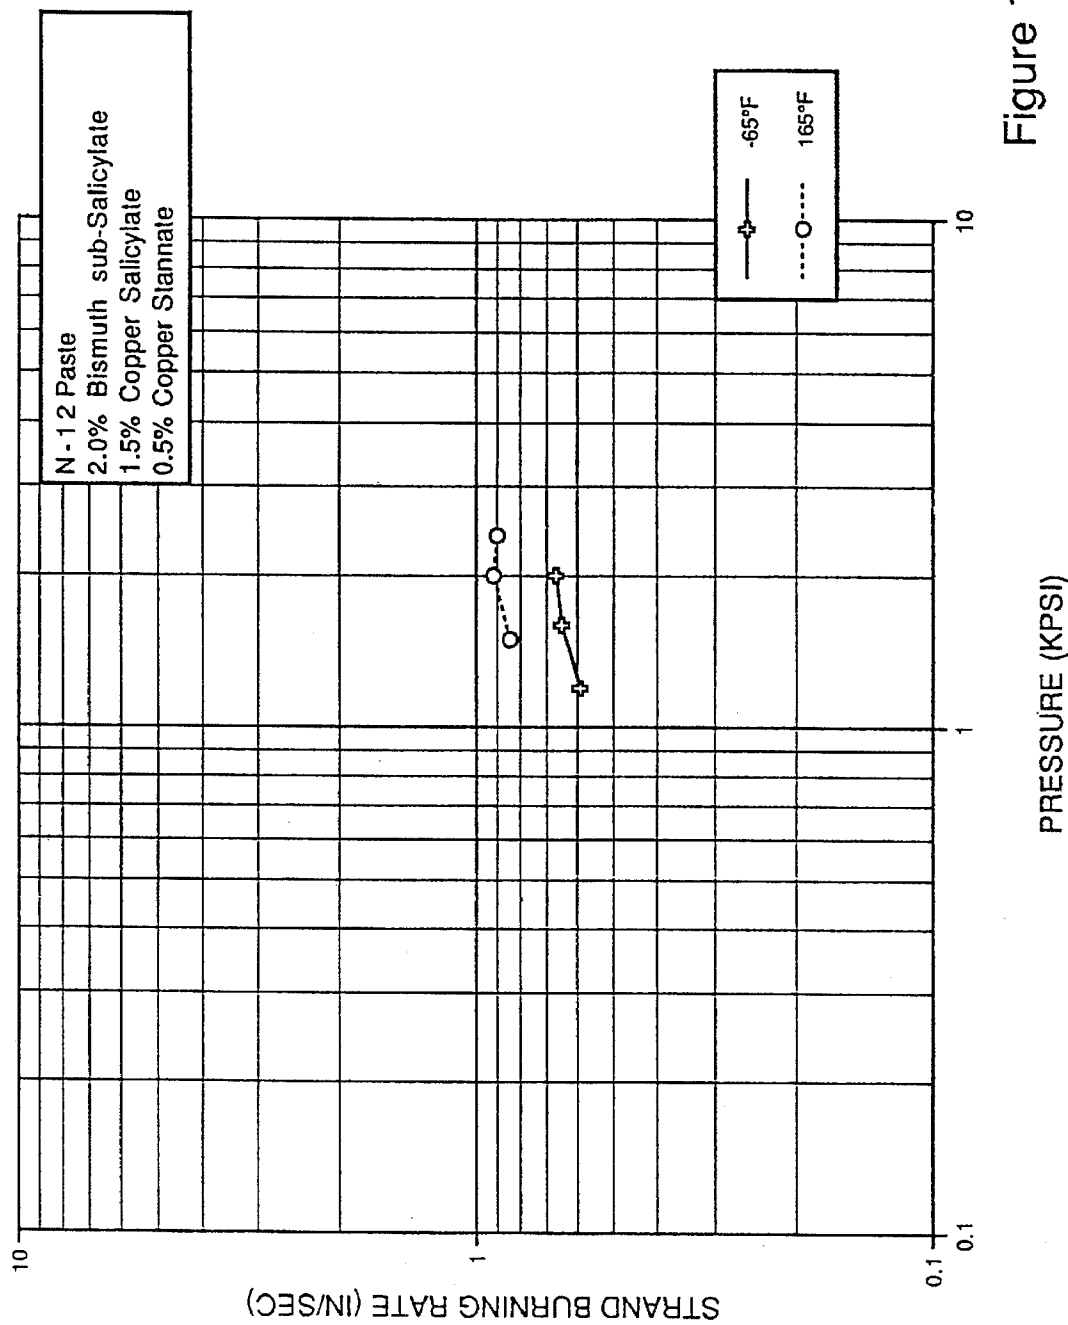 N-12 Paste
2.0% Bismuth sub-Salicylate
1.5% Copper Salicylate
0.5% Copper Stannate
10
1
0.1
STRAND BURNING RATE (IN/SEC)
-65°F
165°F
0.1
1
10
PRESSURE (KPSI)
Figure